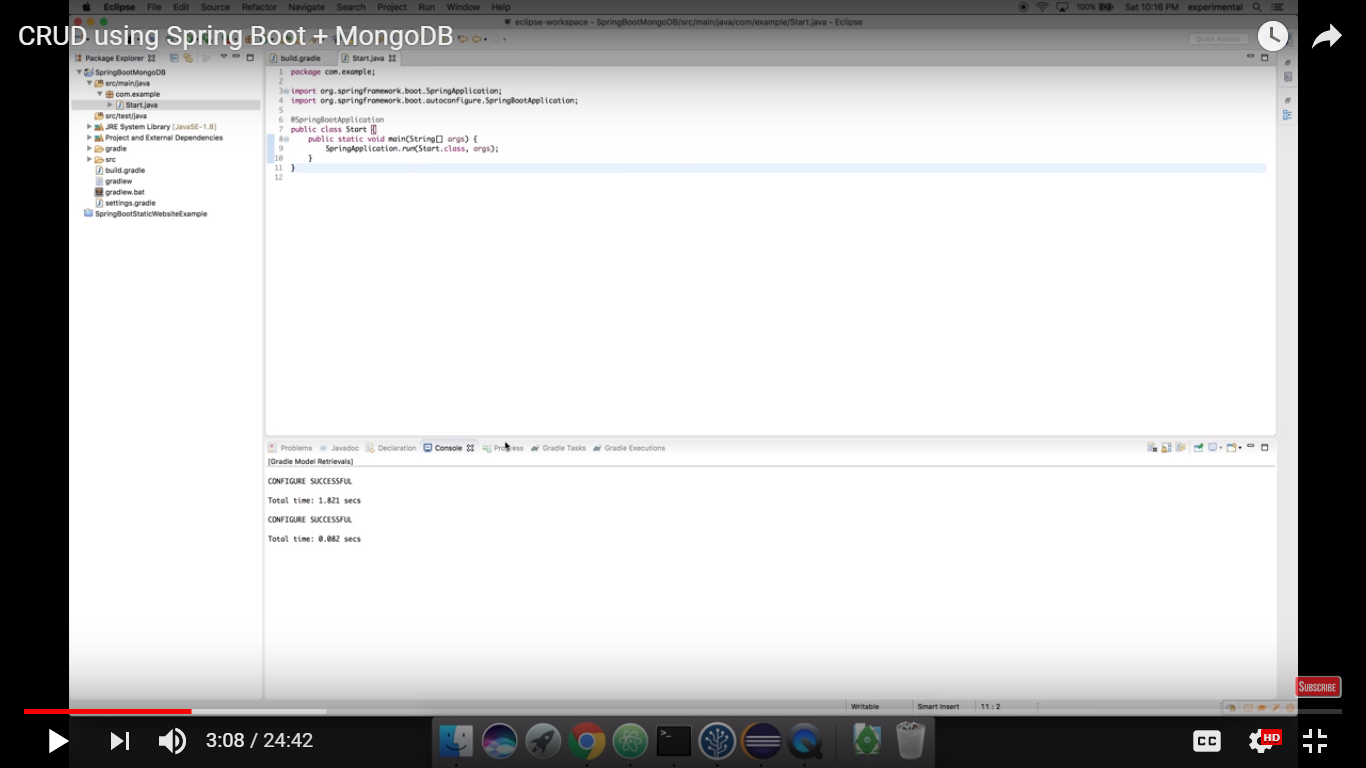 Eclipse File Edit Source Refactor Navigate Search Project Run Window Help 100% Sat 10:16 PM experimental
eclipse-workspace - SpringBootMongoDB/src/main/java/com/example/Start.java - Eclipse
CRUD using Spring Boot + MongoDB
Quick Access
Package Explorer
SpringBootMongoDB
src/main/java
com.example
Start.java
src/test/java
JRE System Library [JavaSE-1.8]
Project and External Dependencies
gradle
src
build.gradle
gradlew
gradlew.bat
settings.gradle
SpringBootStaticWebsiteExample
build.gradle Start.java
1 package com.example;
2
3 import org.springframework.boot.SpringApplication;
4 import org.springframework.boot.autoconfigure.SpringBootApplication;
5
6 @SpringBootApplication
7 public class Start {
8 public static void main(String[] args) {
9 SpringApplication.run(Start.class, args);
10 }
11 }
12
Problems Javadoc Declaration Console Progress Gradle Tasks Gradle Executions
[Gradle Model Retrievals]
CONFIGURE SUCCESSFUL
Total time: 1.821 secs
CONFIGURE SUCCESSFUL
Total time: 0.082 secs
SUBSCRIBE
Writable Smart Insert 11 : 2
3:08 / 24:42
CC HD